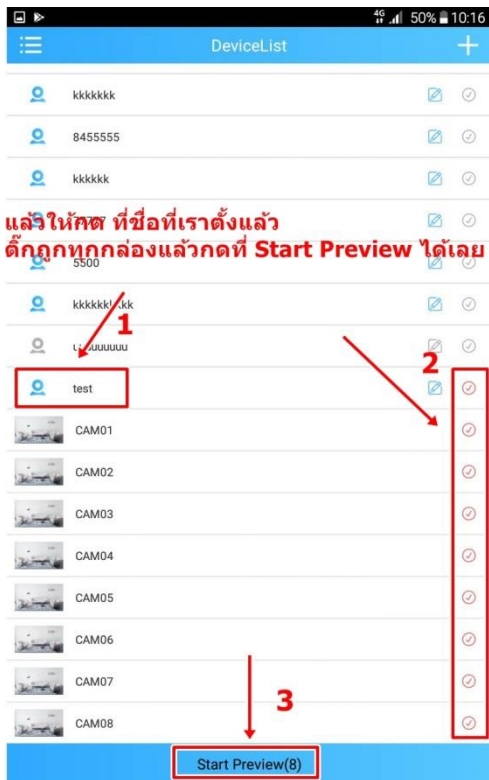 4G 50% 10:16
DeviceList
kkkkkkk
8455555
kkkkkk
แล้วให้กด ที่ชื่อที่เราตั้งแล้ว
ติ๊กถูกทุกกล่องแล้วกดที่ Start Preview ได้เลย
5500
1
2
test
CAM01
CAM02
CAM03
CAM04
CAM05
CAM06
CAM07
CAM08
3
Start Preview(8)